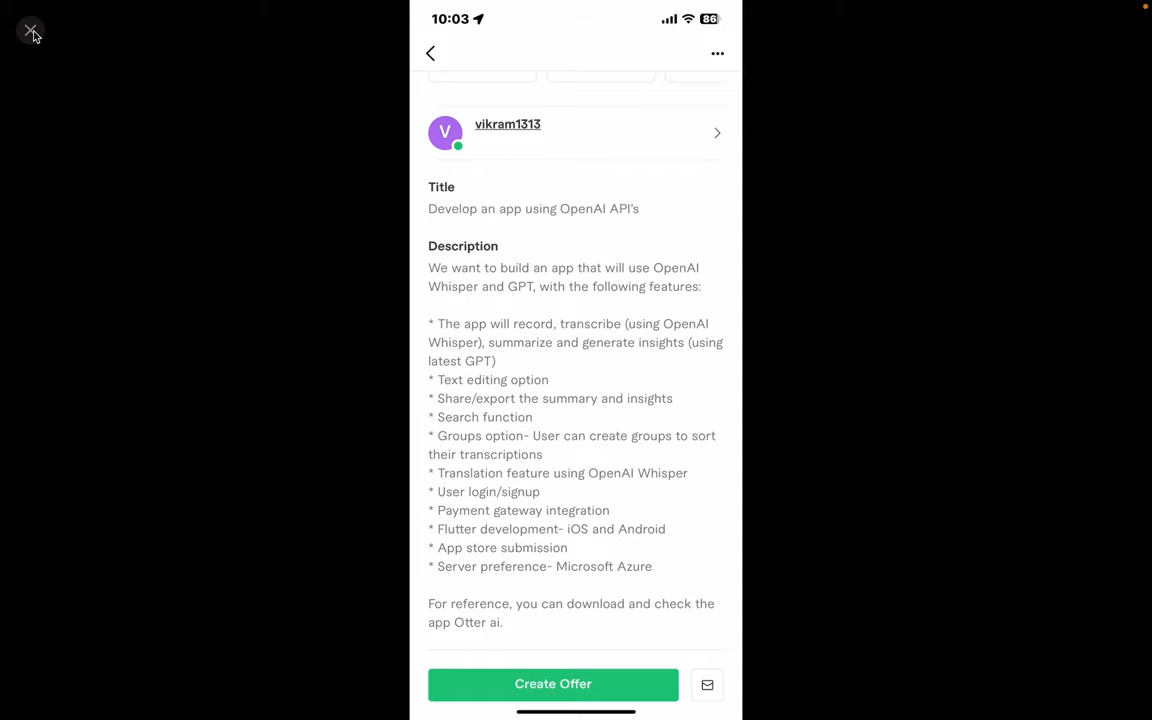 10:03
86
...
V
vikram1313
Title
Develop an app using OpenAI API's
Description
We want to build an app that will use OpenAI
Whisper and GPT, with the following features:
* The app will record, transcribe (using OpenAI
Whisper), summarize and generate insights (using
latest GPT)
* Text editing option
* Share/export the summary and insights
* Search function
* Groups option- User can create groups to sort
their transcriptions
* Translation feature using OpenAI Whisper
* User login/signup
* Payment gateway integration
* Flutter development- iOS and Android
* App store submission
* Server preference- Microsoft Azure
For reference, you can download and check the
app Otter ai.
Create Offer